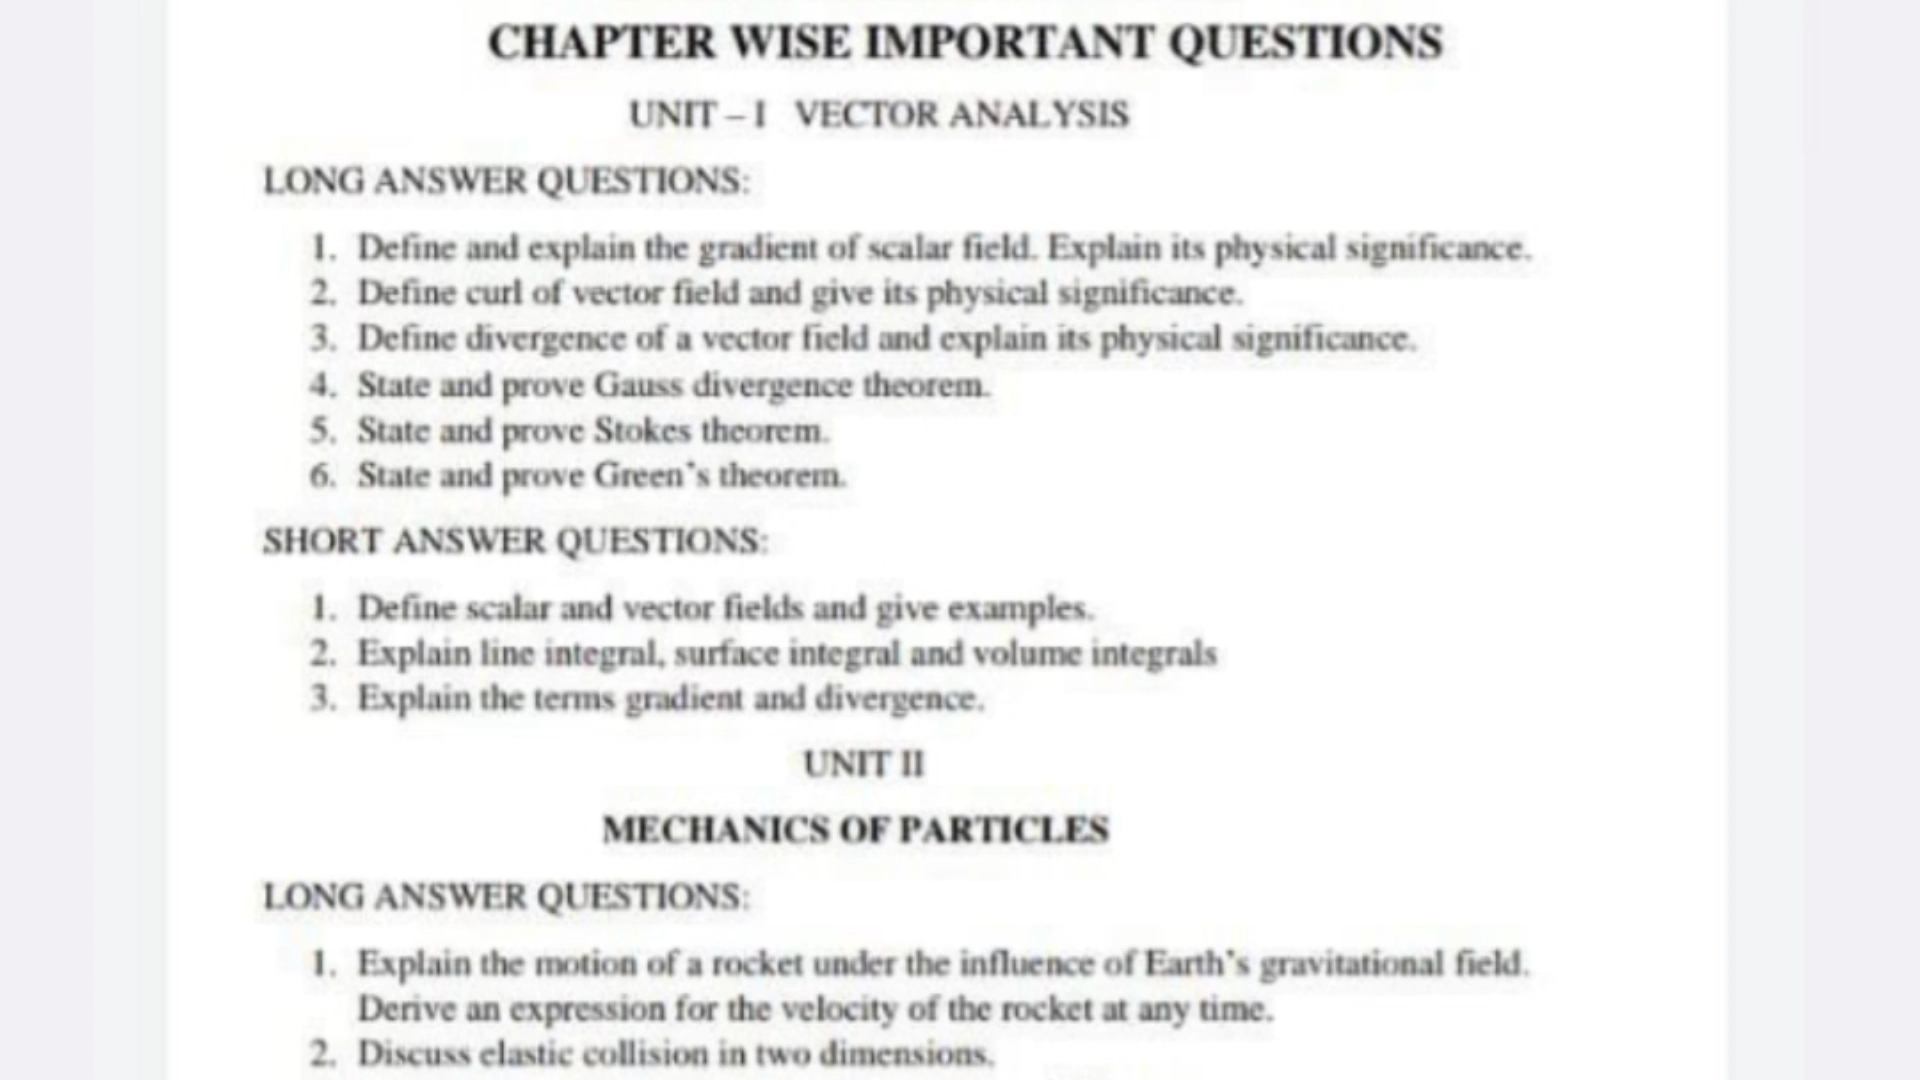 CHAPTER WISE IMPORTANT QUESTIONS
UNIT – I VECTOR ANALYSIS
LONG ANSWER QUESTIONS:
1. Define and explain the gradient of scalar field. Explain its physical significance.
2. Define curl of vector field and give its physical significance.
3. Define divergence of a vector field and explain its physical significance.
4. State and prove Gauss divergence theorem.
5. State and prove Stokes theorem.
6. State and prove Green's theorem.
SHORT ANSWER QUESTIONS:
1. Define scalar and vector fields and give examples.
2. Explain line integral, surface integral and volume integrals
3. Explain the terms gradient and divergence.
UNIT II
MECHANICS OF PARTICLES
LONG ANSWER QUESTIONS:
1. Explain the motion of a rocket under the influence of Earth's gravitational field.
Derive an expression for the velocity of the rocket at any time.
2. Discuss elastic collision in two dimensions.